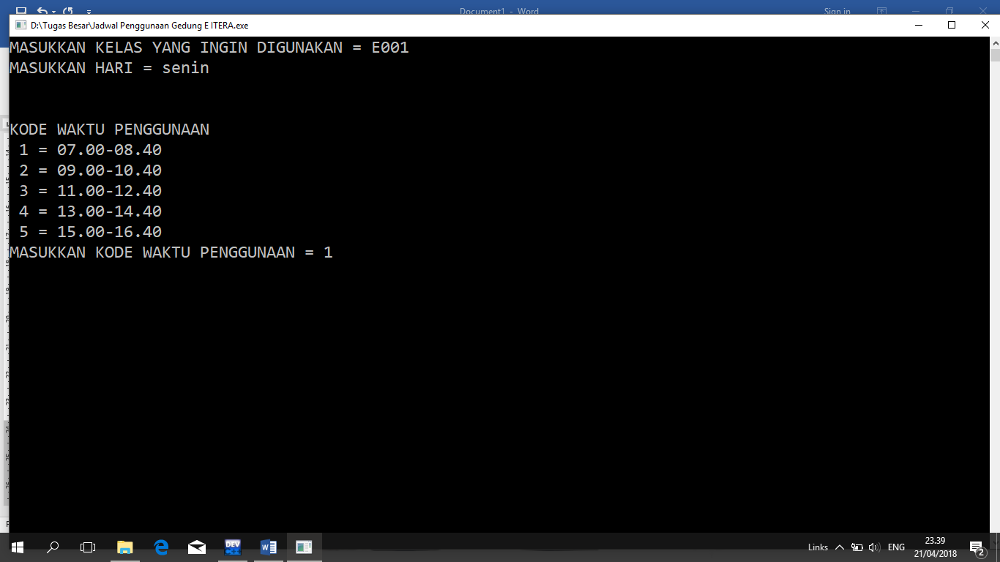 Document1 - Word
Sign in
D:\Tugas Besar\Jadwal Penggunaan Gedung E ITERA.exe
MASUKKAN KELAS YANG INGIN DIGUNAKAN = E001
MASUKKAN HARI = senin
KODE WAKTU PENGGUNAAN
1 = 07.00-08.40
2 = 09.00-10.40
3 = 11.00-12.40
4 = 13.00-14.40
5 = 15.00-16.40
MASUKKAN KODE WAKTU PENGGUNAAN = 1
DEV C++
W
Links
ENG
23.39
21/04/2018
2